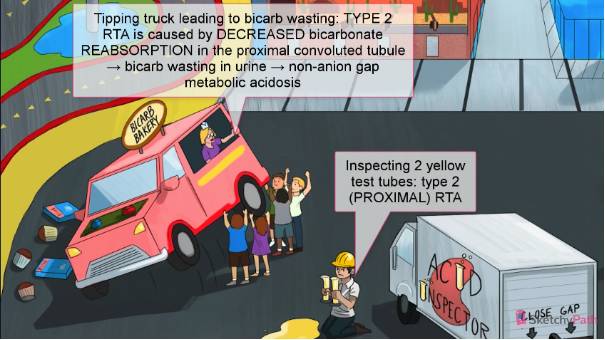 Tipping truck leading to bicarb wasting: TYPE 2
RTA is caused by DECREASED bicarbonate
REABSORPTION in the proximal convoluted tubule
→ bicarb wasting in urine → non-anion gap
metabolic acidosis
BICARB
BAKERY
Inspecting 2 yellow
test tubes: type 2
(PROXIMAL) RTA
ACID
INSPECTOR
CLOSE GAP
SketchyPath